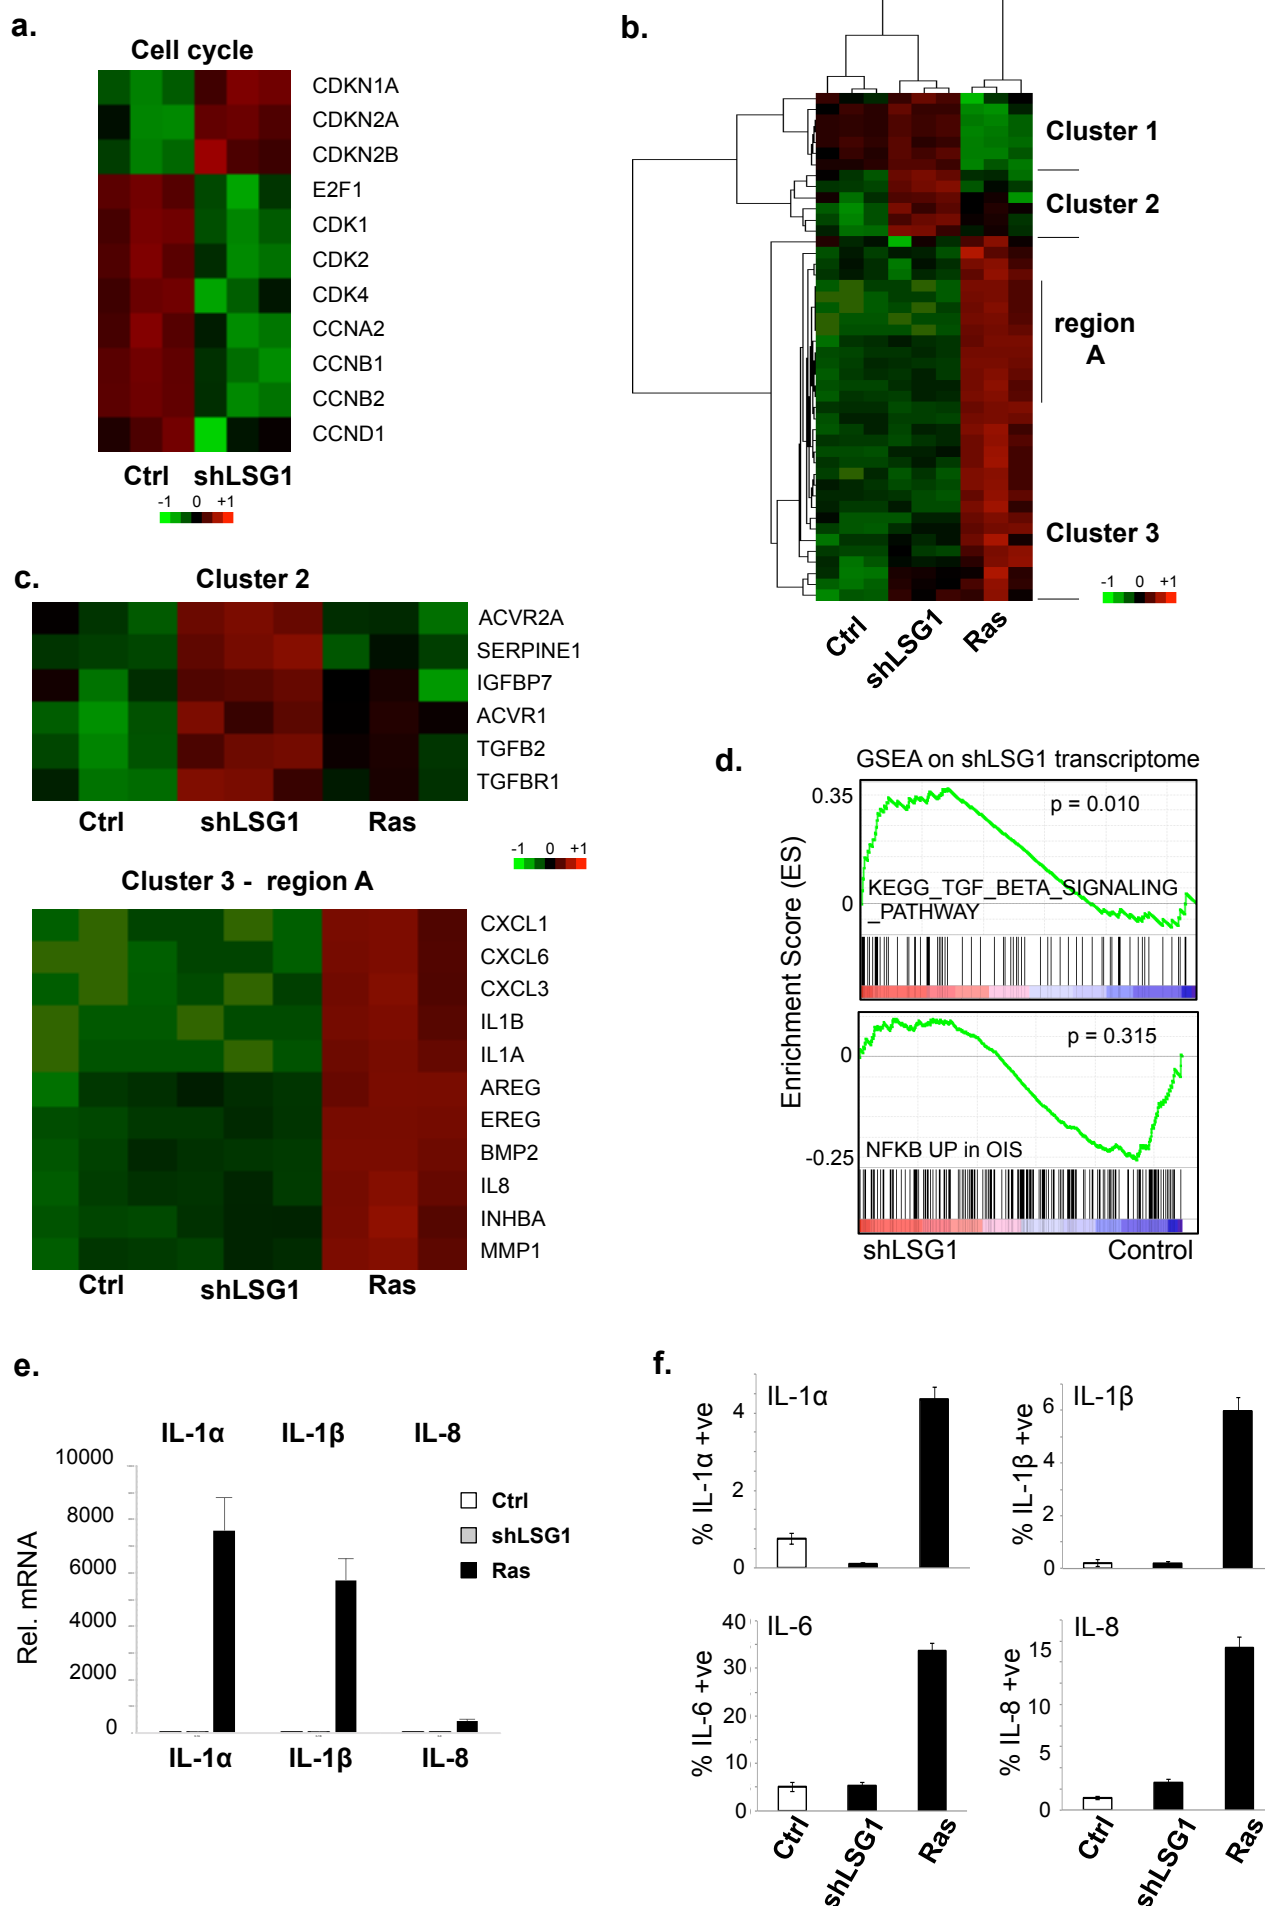 a.
Cell cycle
CDKN1A
CDKN2A
CDKN2B
E2F1
CDK1
CDK2
CDK4
CCNA2
CCNB1
CCNB2
CCND1
Ctrl shLSG1
-1 0 +1
b.
Cluster 1
Cluster 2
region
A
Cluster 3
-1 0 +1
Ctrl
shLSG1
Ras
c.
Cluster 2
ACVR2A
SERPINE1
IGFBP7
ACVR1
TGFB2
TGFBR1
Ctrl shLSG1 Ras
-1 0 +1
Cluster 3 - region A
CXCL1
CXCL6
CXCL3
IL1B
IL1A
AREG
EREG
BMP2
IL8
INHBA
MMP1
Ctrl shLSG1 Ras
d.
GSEA on shLSG1 transcriptome
Enrichment Score (ES)
0.35
0
p = 0.010
KEGG_TGF_BETA_SIGNALING
_PATHWAY
0
-0.25
p = 0.315
NFKB UP in OIS
shLSG1 Control
e.
IL-1α IL-1β IL-8
Rel. mRNA
10000
8000
6000
4000
2000
0
Ctrl
shLSG1
Ras
IL-1α IL-1β IL-8
f.
IL-1α
% IL-1α +ve
4
2
0
IL-1β
% IL-1β +ve
6
4
2
0
IL-6
% IL-6 +ve
40
30
20
10
0
Ctrl
shLSG1
Ras
IL-8
% IL-8 +ve
15
10
5
0
Ctrl
shLSG1
Ras